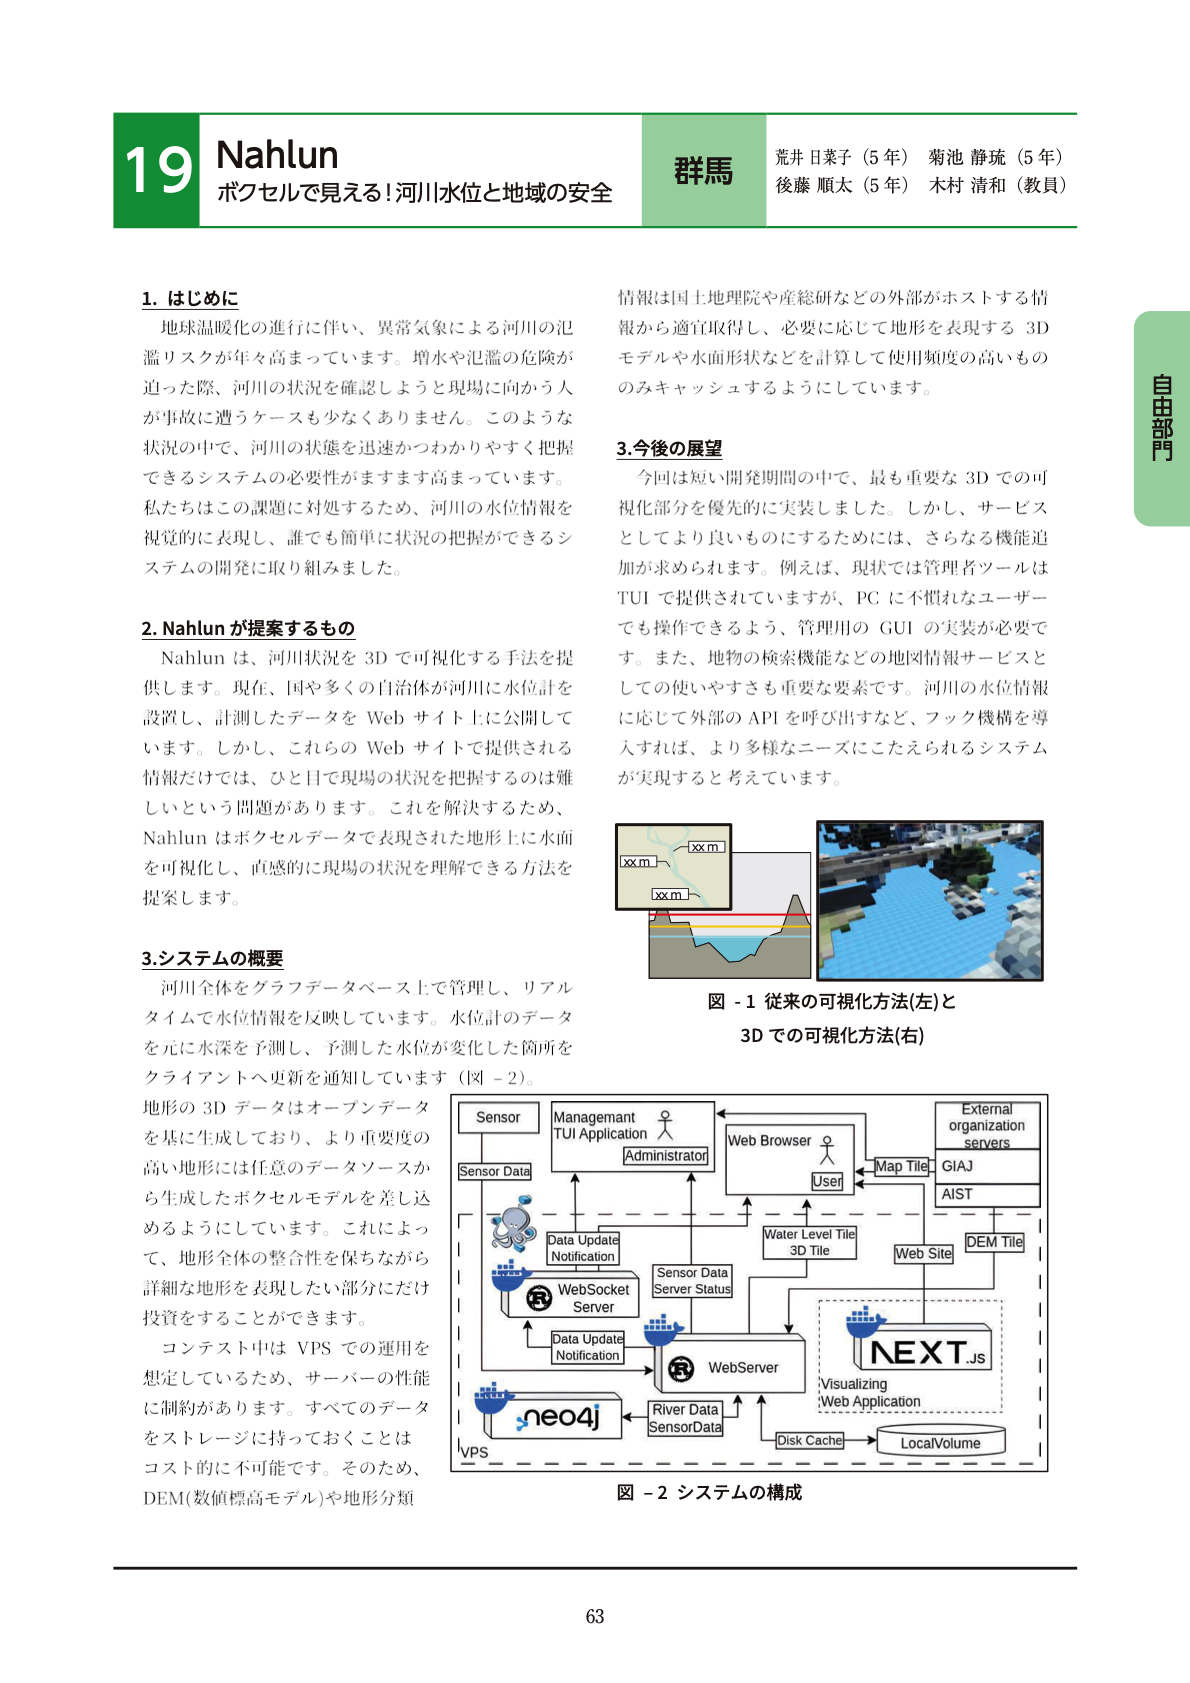 19
Nahlun
ボクセルで見える！河川水位と地域の安全
群馬
荒井 日菜子（5 年）　菊池 静琉（5 年）
後藤 順太（5 年）　木村 清和（教員）
自由部門
1. はじめに
　地球温暖化の進行に伴い、異常気象による河川の氾
濫リスクが年々高まっています。増水や氾濫の危険が
迫った際、河川の状況を確認しようと現場に向かう人
が事故に遭うケースも少なくありません。このような
状況の中で、河川の状態を迅速かつわかりやすく把握
できるシステムの必要性がますます高まっています。
私たちはこの課題に対処するため、河川の水位情報を
視覚的に表現し、誰でも簡単に状況の把握ができるシ
ステムの開発に取り組みました。
2. Nahlun が提案するもの
　Nahlun は、河川状況を 3D で可視化する手法を提
供します。現在、国や多くの自治体が河川に水位計を
設置し、計測したデータを Web サイト上に公開して
います。しかし、これらの Web サイトで提供される
情報だけでは、ひと目で現場の状況を把握するのは難
しいという問題があります。これを解決するため、
Nahlun はボクセルデータで表現された地形上に水面
を可視化し、直感的に現場の状況を理解できる方法を
提案します。
3.システムの概要
　河川全体をグラフデータベース上で管理し、リアル
タイムで水位情報を反映しています。水位計のデータ
を元に水深を予測し、予測した水位が変化した箇所を
クライアントへ更新を通知しています（図 －2）。
地形の 3D データはオープンデータ
を基に生成しており、より重要度の
高い地形には任意のデータソースか
ら生成したボクセルモデルを差し込
めるようにしています。これによっ
て、地形全体の整合性を保ちながら
詳細な地形を表現したい部分にだけ
投資をすることができます。
　コンテスト中は VPS での運用を
想定しているため、サーバーの性能
に制約があります。すべてのデータ
をストレージに持っておくことは
コスト的に不可能です。そのため、
DEM(数値標高モデル)や地形分類
情報は国土地理院や産総研などの外部がホストする情
報から適宜取得し、必要に応じて地形を表現する 3D
モデルや水面形状などを計算して使用頻度の高いもの
のみキャッシュするようにしています。
3.今後の展望
　今回は短い開発期間の中で、最も重要な 3D での可
視化部分を優先的に実装しました。しかし、サービス
としてより良いものにするためには、さらなる機能追
加が求められます。例えば、現状では管理者ツールは
TUI で提供されていますが、PC に不慣れなユーザー
でも操作できるよう、管理用の GUI の実装が必要で
す。また、地物の検索機能などの地図情報サービスと
しての使いやすさも重要な要素です。河川の水位情報
に応じて外部の API を呼び出すなど、フック機構を導
入すれば、より多様なニーズにこたえられるシステム
が実現すると考えています。
xx m
xx m
xx m
図 -1 従来の可視化方法(左)と
3D での可視化方法(右)
Sensor
Managemant
TUI Application
Administrator
Web Browser
User
External
organization
servers
GIAJ
AIST
Map Tile
Sensor Data
Data Update
Notification
Water Level Tile
3D Tile
Web Site
DEM Tile
WebSocket
Server
Sensor Data
Server Status
Data Update
Notification
WebServer
NEXT.JS
Visualizing
Web Application
neo4j
River Data
SensorData
Disk Cache
LocalVolume
VPS
図 －2 システムの構成
63